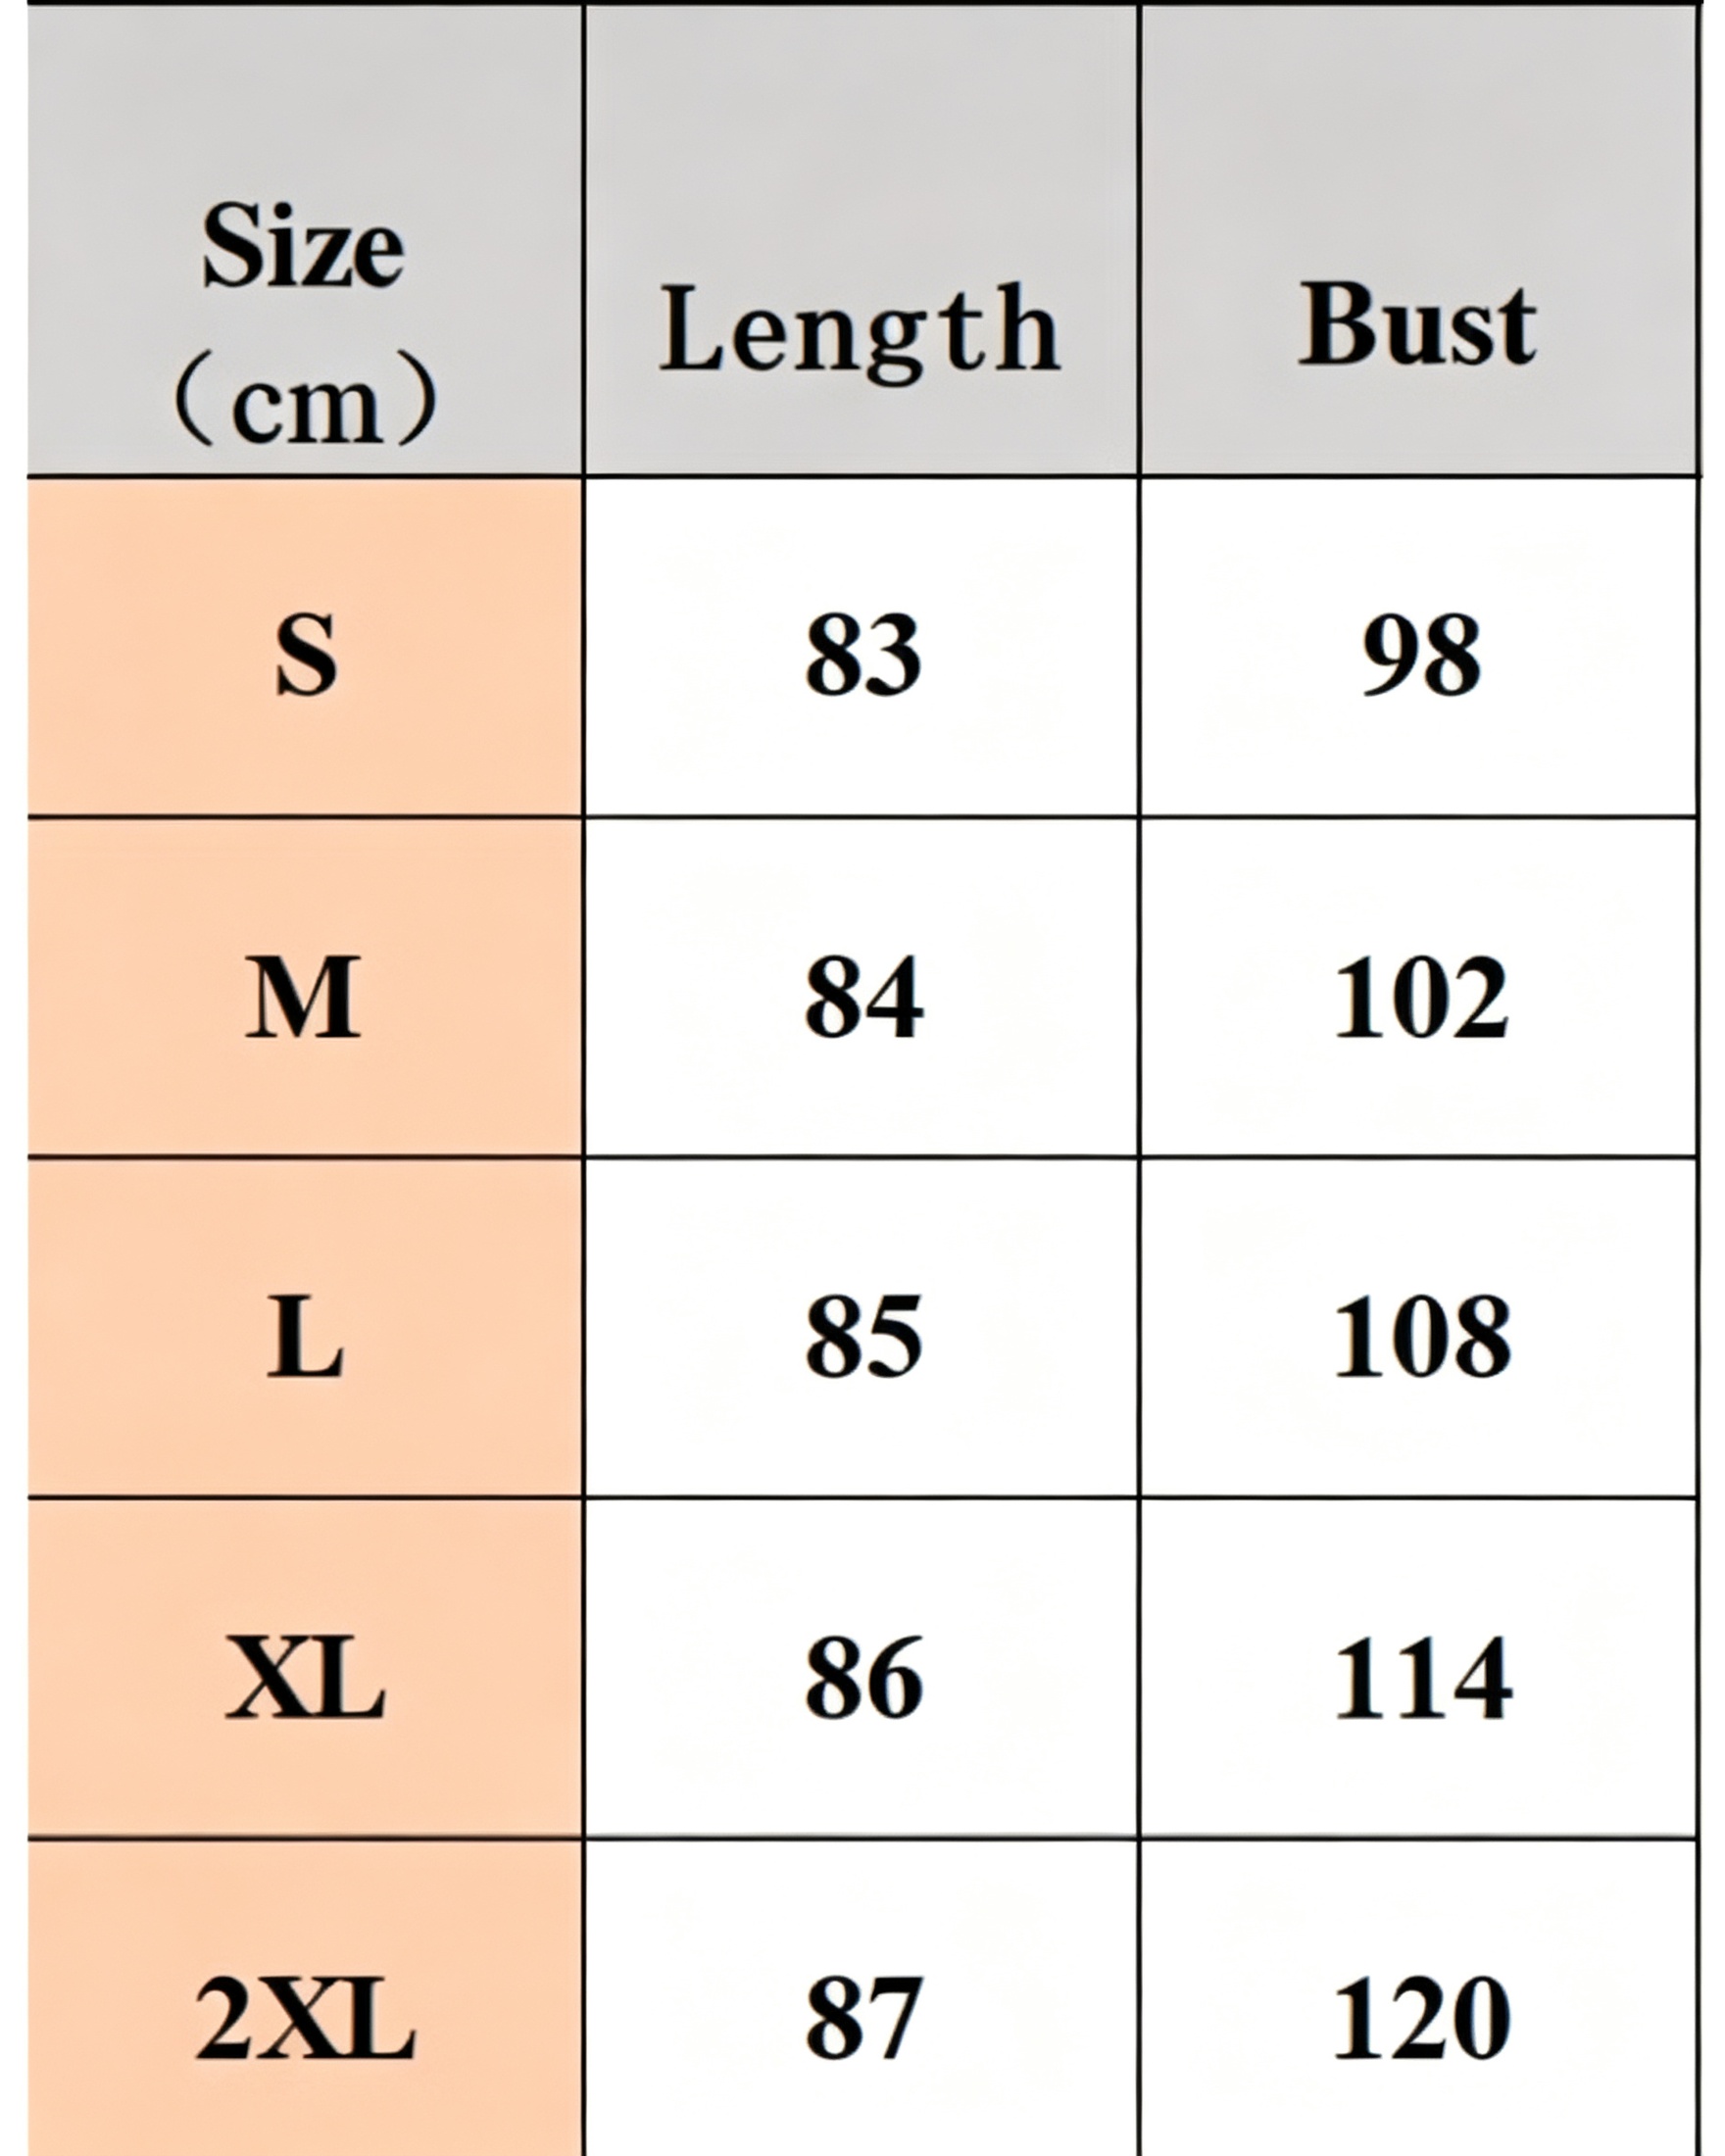 Size
（cm） Length Bust
S 83 98
M 84 102
L 85 108
XL 86 114
2XL 87 120